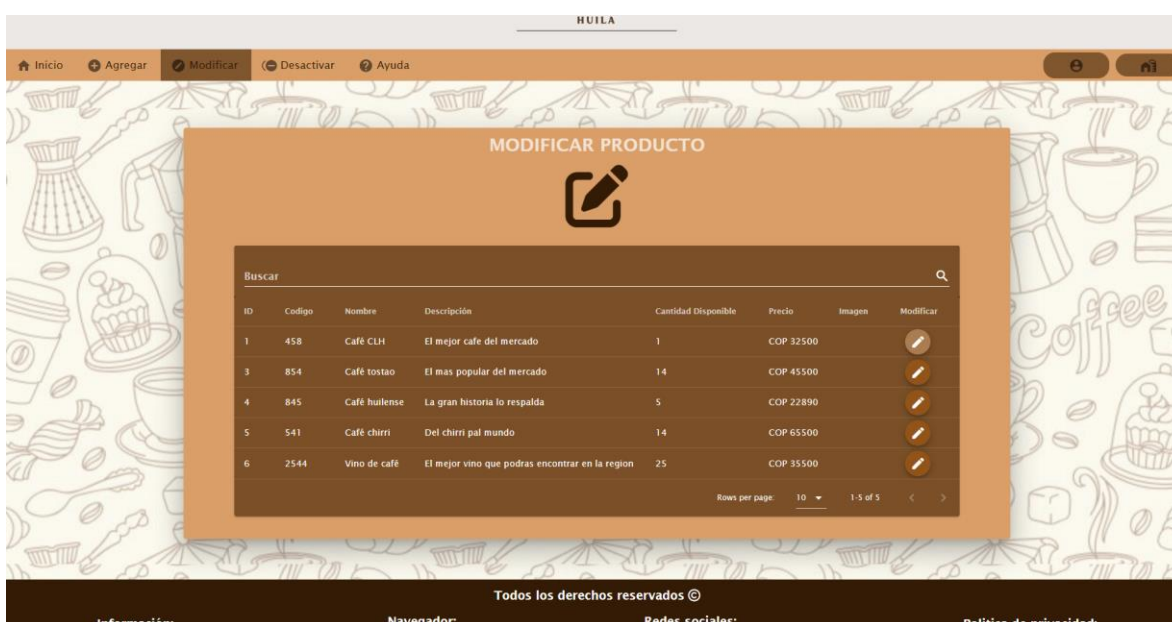 HUILA
Inicio Agregar Modificar Desactivar Ayuda
MODIFICAR PRODUCTO
Buscar
ID Codigo Nombre Descripción Cantidad Disponible Precio Imagen Modificar
1 458 Café CLH El mejor cafe del mercado 1 COP 32500
3 854 Café tostao El mas popular del mercado 14 COP 45500
4 845 Café huilense La gran historia lo respalda 5 COP 22890
5 541 Café chirri Del chirri pal mundo 14 COP 65500
6 2544 Vino de café El mejor vino que podras encontrar en la region 25 COP 35500
Rows per page: 10 1-5 of 5
Coffee
Todos los derechos reservados ©
Información: Navegador: Redes sociales: Politica de privacidad: